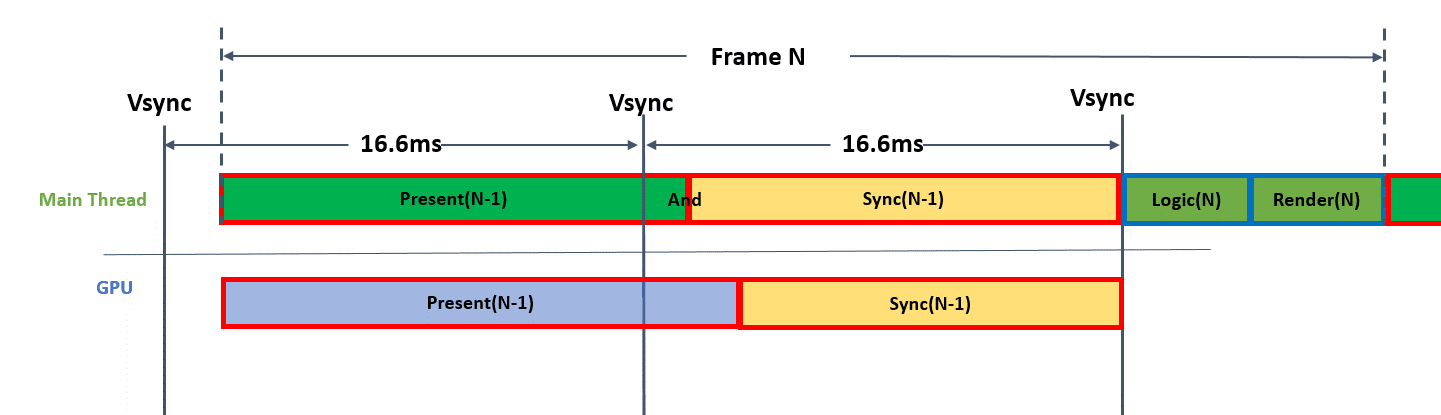 Frame N
Vsync
Vsync
Vsync
16.6ms
16.6ms
Main Thread
Present(N-1)
And
Sync(N-1)
Logic(N)
Render(N)
GPU
Present(N-1)
Sync(N-1)